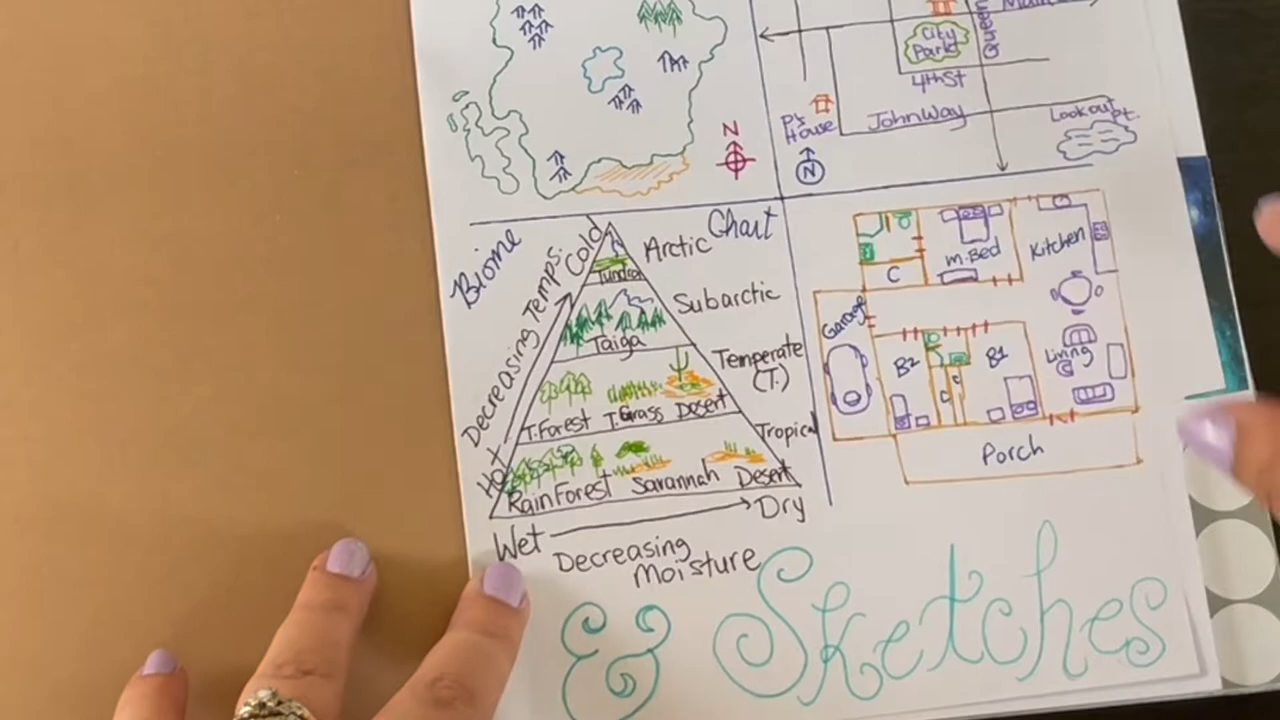 City
Park
Queen
4th St
P's
House
John Way
Lookout
Pt.
N
N
Biome
Chart
Decreasing Temps.
Hot
Cold
Arctic
Tundra
Subarctic
Taiga
Temperate
(T.)
T.Forest T.Grass Desert
Tropical
RainForest Savannah Desert
Wet
Dry
Decreasing
Moisture
C
M.Bed
Kitchen
Garage
B2
C
C
B1
Living
Porch
& Sketches